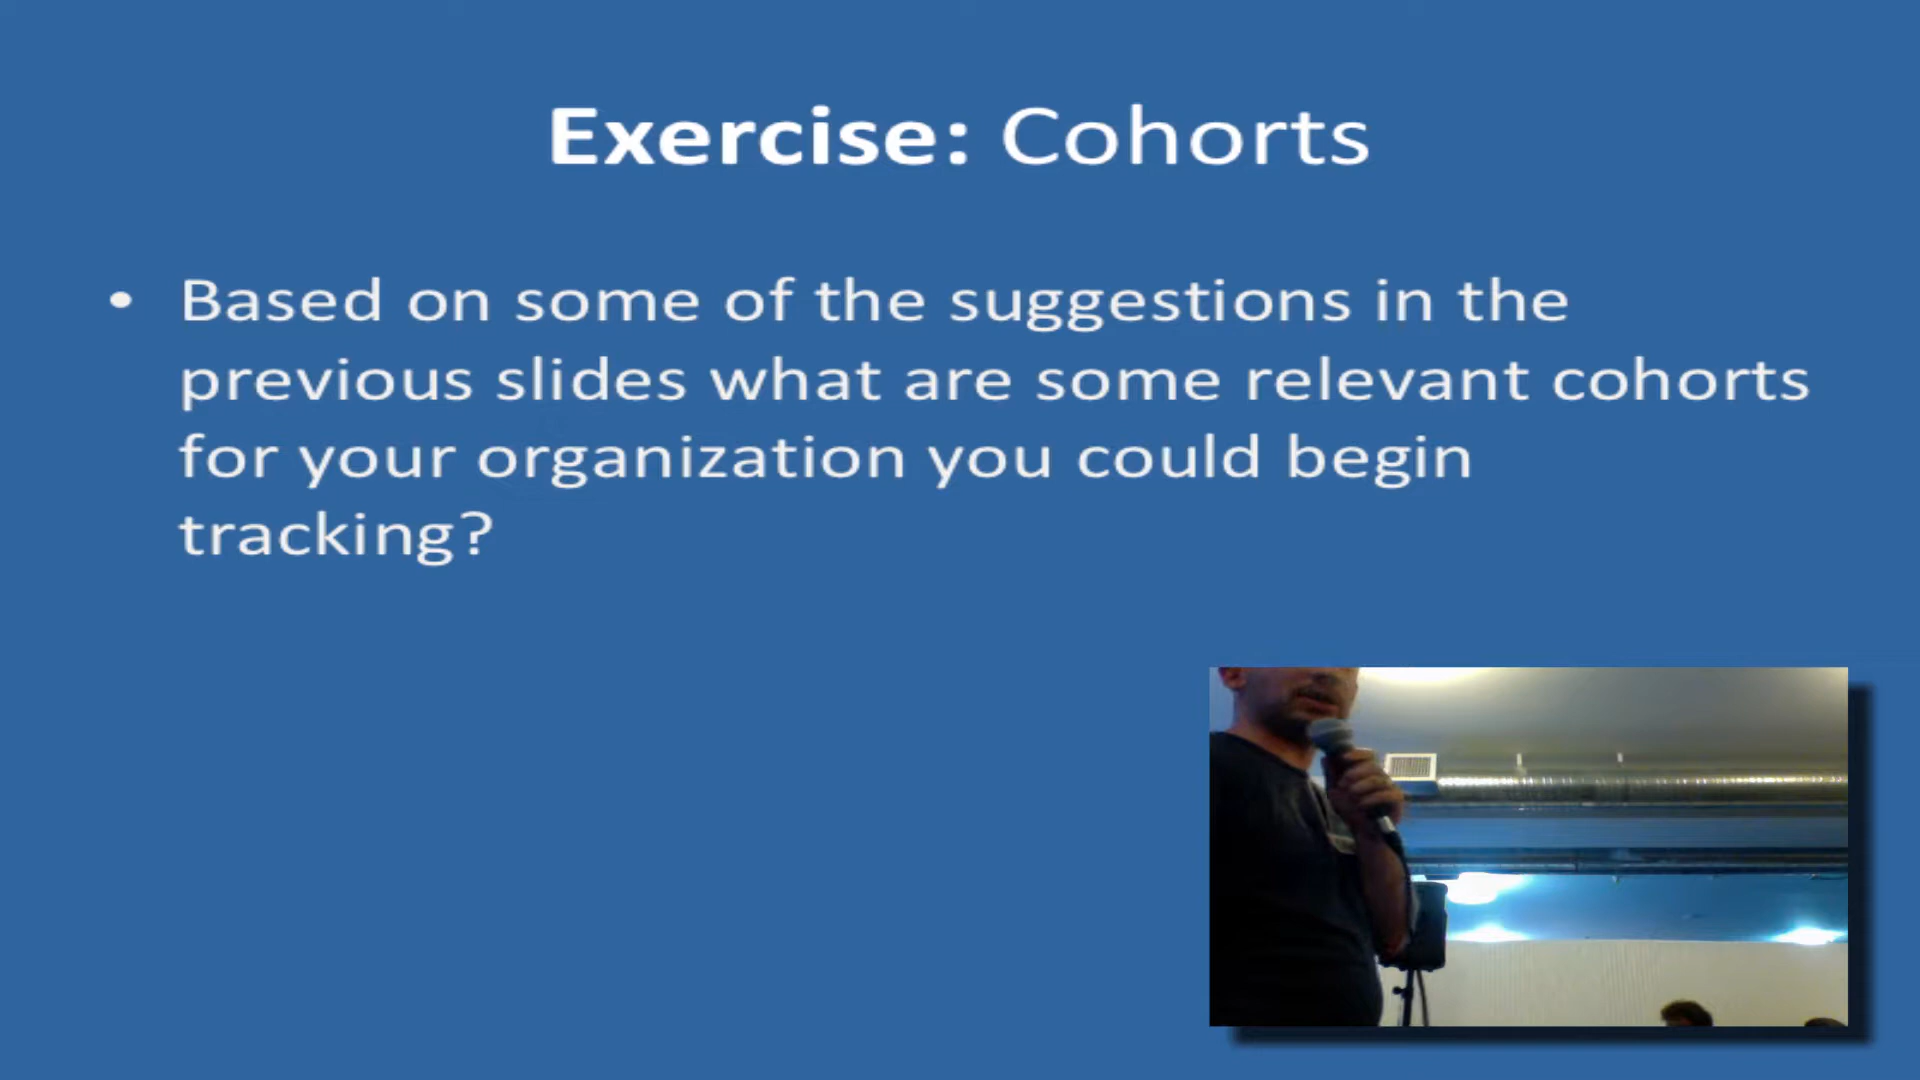 Exercise: Cohorts
• Based on some of the suggestions in the
previous slides what are some relevant cohorts
for your organization you could begin
tracking?